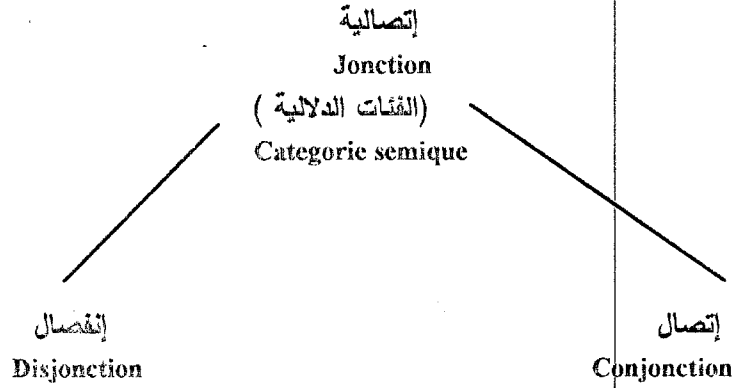 إتصالية
Jonction
(الفئات الدلالية )
Categorie semique
إتصال
Conjonction
إنفصال
Disjonction